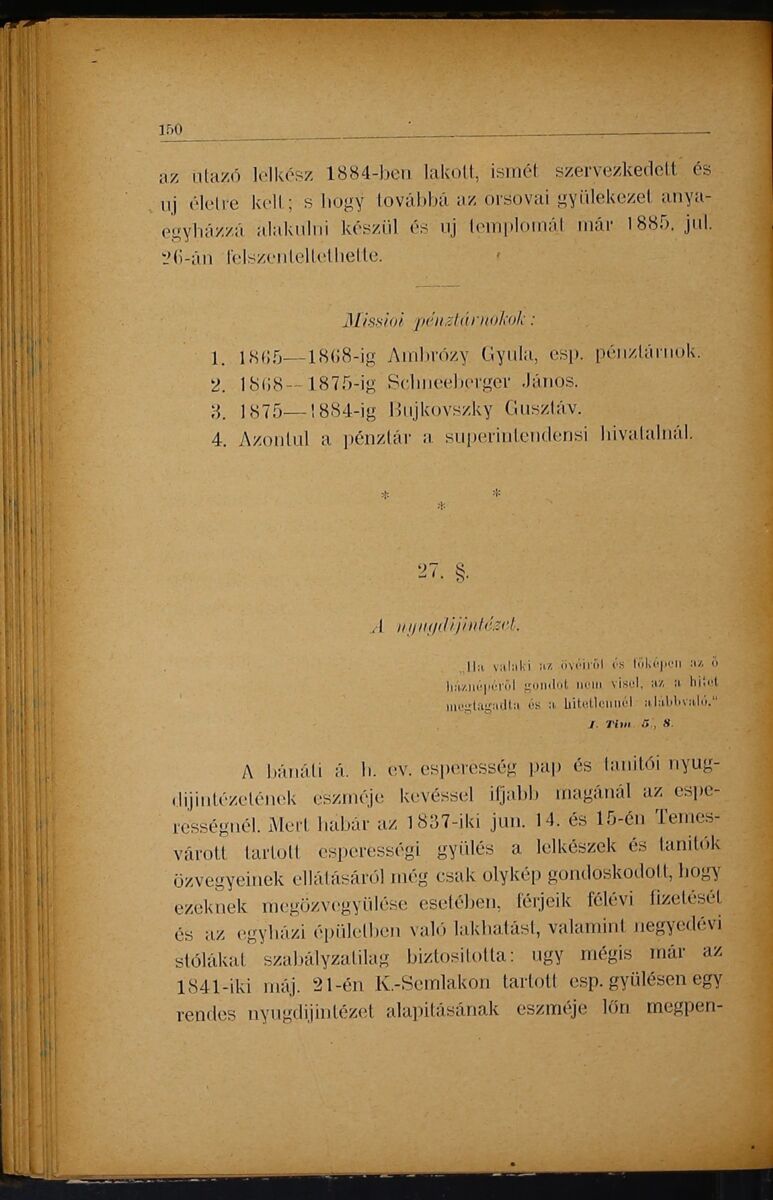 150
az utazó lelkész 1884-ben lakott, ismét szervezkedett és
uj életre kelt; s hogy továbbá az orsovai gyülekezet anya-
egyházzá alakulni készül és uj templomát már 1885. jul.
26-án felszenteltethette.
Missioi pénztárnokok:
1. 1865—1868-ig Ambrózy Gyula, esp. pénztárnok.
2. 1868—1875-ig Schneeberger János.
3. 1875—1884-ig Bujkovszky Gusztáv.
4. Azontul a pénztár a superintendensi hivatalnál.
* *
*
27. §.
A nyugdijintézet.
„Ha valaki az övéiről és főképen az ő
háznépéről gondot nem visel, az a hitet
megtagadta és a hitetlennél alábbvaló."
I. Tim. 5., 8.
A bánáti á. h. ev. esperesség pap és tanitói nyug-
dijintézetének eszméje kevéssel ifjabb magánál az espe-
rességnél. Mert habár az 1837-iki jun. 14. és 15-én Temes-
várott tartott esperességi gyülés a lelkészek és tanitók
özvegyeinek ellátásáról még csak olykép gondoskodott, hogy
ezeknek megözvegyülése esetében, férjeik félévi fizetését
és az egyházi épületben való lakhatást, valamint negyedévi
stólákat szabályzatilag biztositotta: ugy mégis már az
1841-iki máj. 21-én K.-Semlakon tartott esp. gyülésen egy
rendes nyugdijintézet alapitásának eszméje lőn megpen-